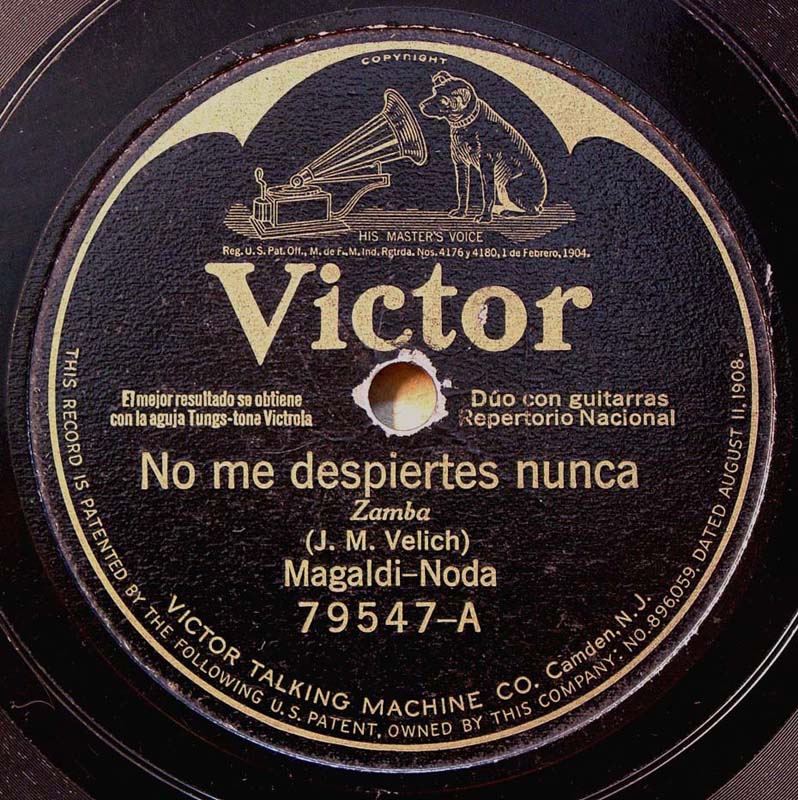 COPYRIGHT
HIS MASTER'S VOICE
Reg. U.S. Pat. Off., M. de F., M. Ind. Rgtrda. Nos. 4176 y 4180, 1 de Febrero, 1904.
Victor
El mejor resultado se obtiene
con la aguja Tungs-tone Victrola
Dúo con guitarras
Repertorio Nacional
No me despiertes nunca
Zamba
(J. M. Velich)
Magaldi-Noda
79547-A
VICTOR TALKING MACHINE CO. Camden, N. J.
THIS RECORD IS PATENTED BY THE FOLLOWING U.S. PATENT, OWNED BY THIS COMPANY: NO. 896,059, DATED AUGUST 11, 1908.